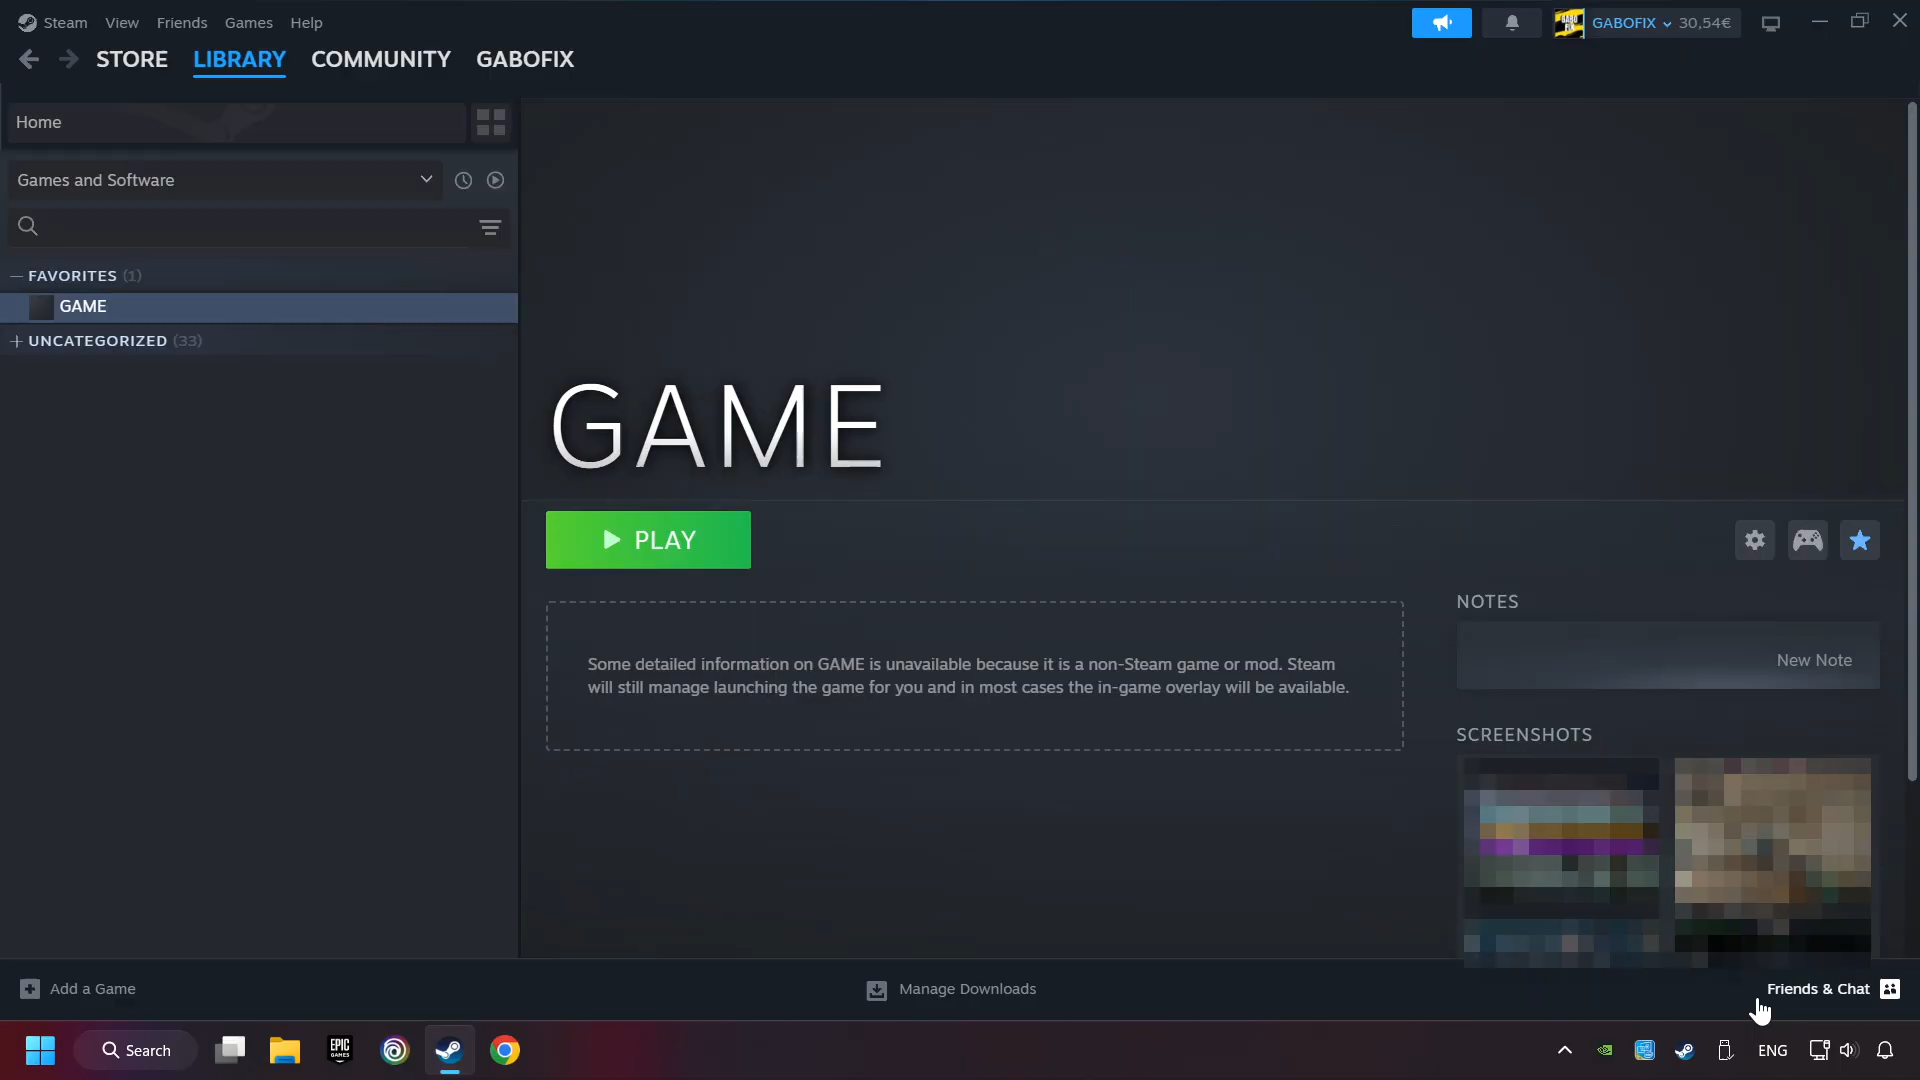 Steam View Friends Games Help
GABOFIX 30,54€
STORE LIBRARY COMMUNITY GABOFIX
Home
Games and Software
FAVORITES (1)
GAME
UNCATEGORIZED (33)
GAME
PLAY
Some detailed information on GAME is unavailable because it is a non-Steam game or mod. Steam
will still manage launching the game for you and in most cases the in-game overlay will be available.
NOTES
New Note
SCREENSHOTS
Add a Game
Manage Downloads
Friends & Chat
Search
EPIC
GAMES
ENG